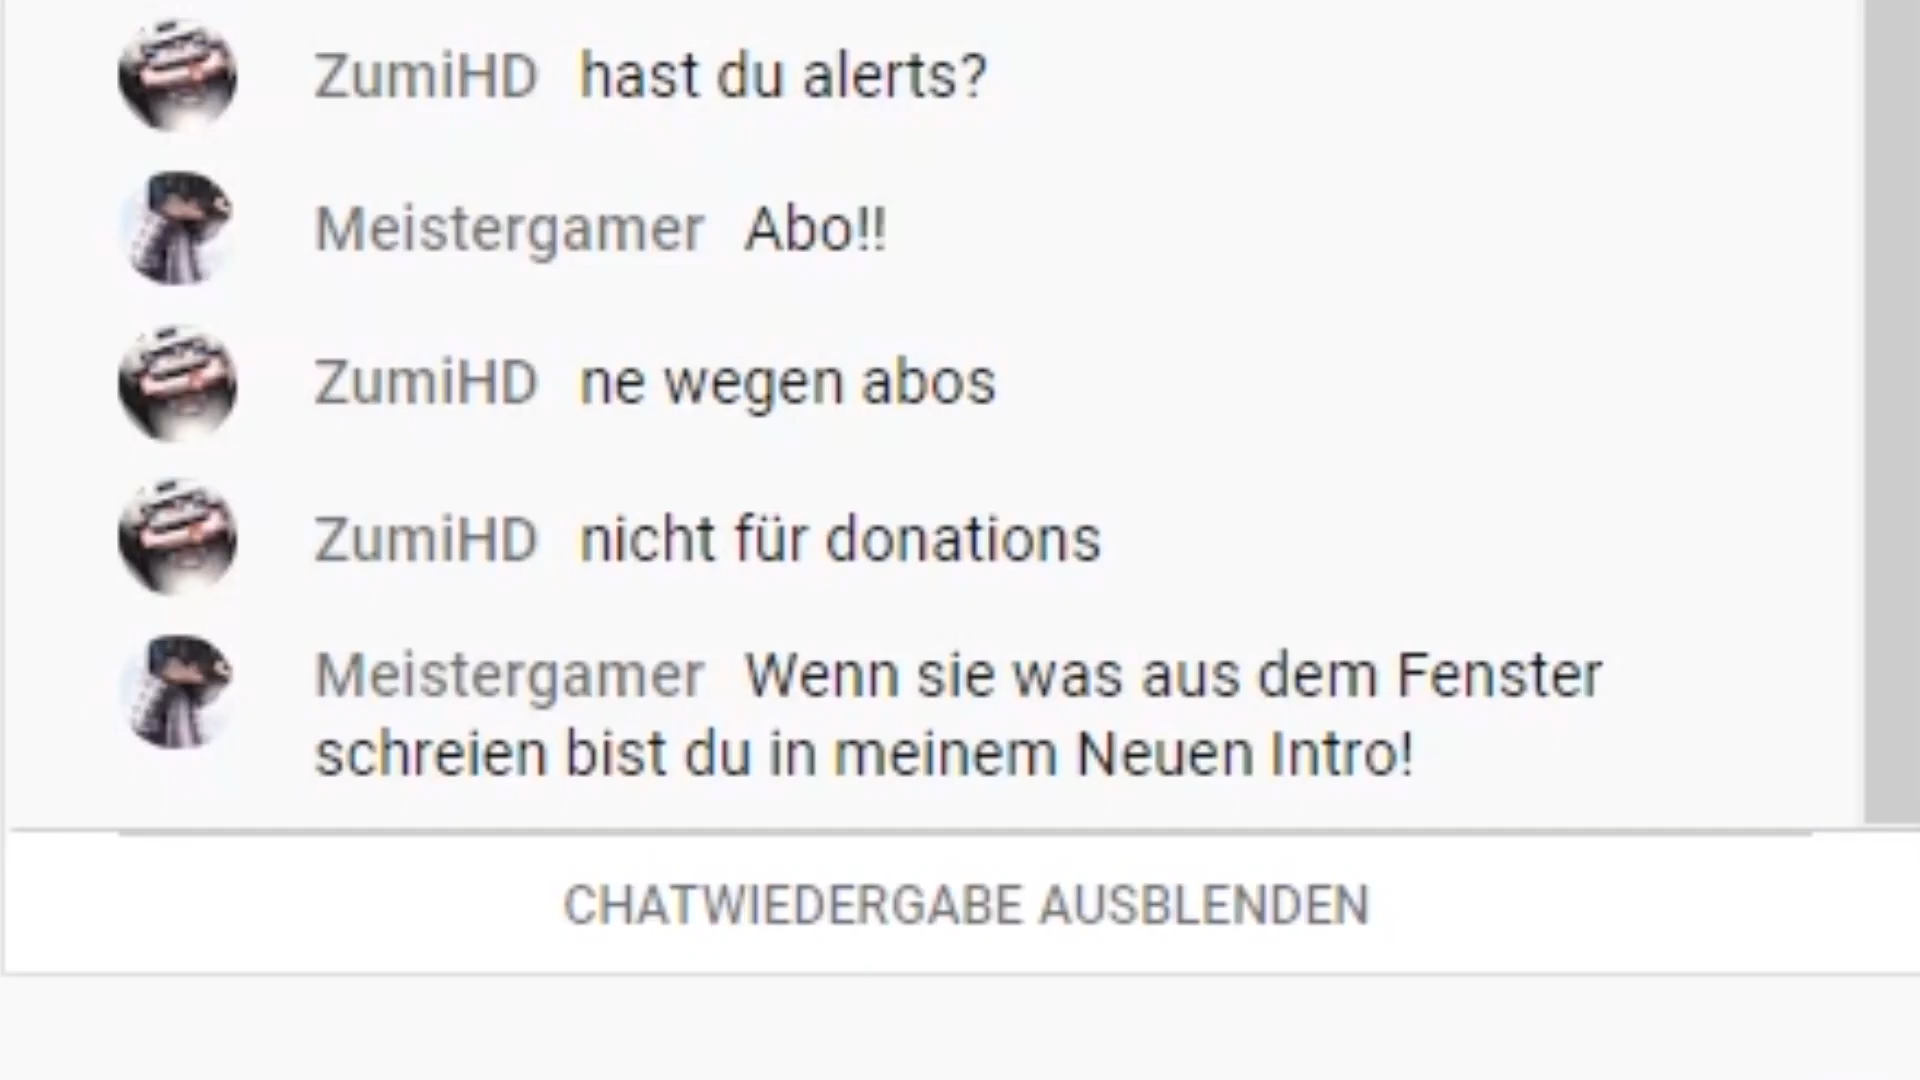 ZumiHD hast du alerts?
Meistergamer Abo!!
ZumiHD ne wegen abos
ZumiHD nicht für donations
Meistergamer Wenn sie was aus dem Fenster
schreien bist du in meinem Neuen Intro!
CHATWIEDERGABE AUSBLENDEN